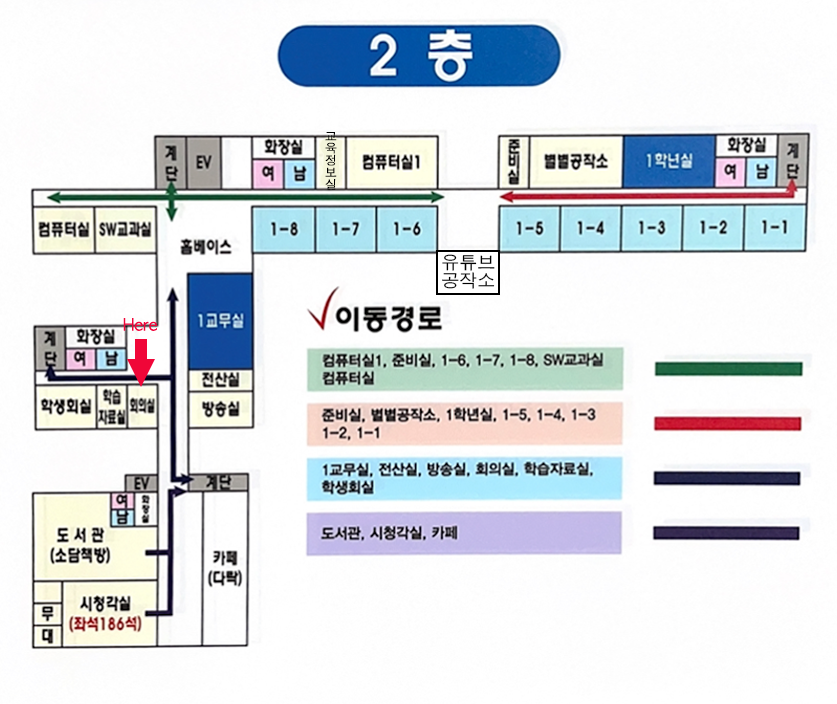 2 층
계단
EV
화장실
여 남
교육정보실
컴퓨터실1
준비실
별별공작소
1학년실
화장실
여 남
계단
컴퓨터실
SW교과실
홈베이스
1-8
1-7
1-6
1-5
1-4
1-3
1-2
1-1
유튜브
공작소
1교무실
Here
계단
화장실
여 남
학생회실
학습
자료실
회의실
전산실
방송실
이동경로
컴퓨터실1, 준비실, 1-6, 1-7, 1-8, SW교과실
컴퓨터실
준비실, 별별공작소, 1학년실, 1-5, 1-4, 1-3
1-2, 1-1
1교무실, 전산실, 방송실, 회의실, 학습자료실,
학생회실
도서관, 시청각실, 카페
EV
계단
여
남
화장실
도서관
(소담책방)
카페
(다락)
시청각실
(좌석186석)
무
대